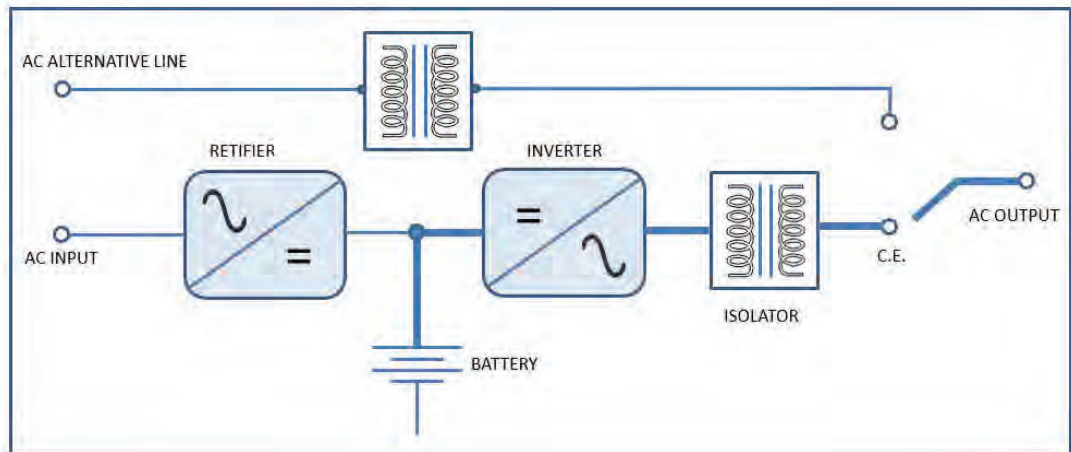 AC ALTERNATIVE LINE
RETIFIER
INVERTER
AC INPUT
AC OUTPUT
C.E.
ISOLATOR
BATTERY